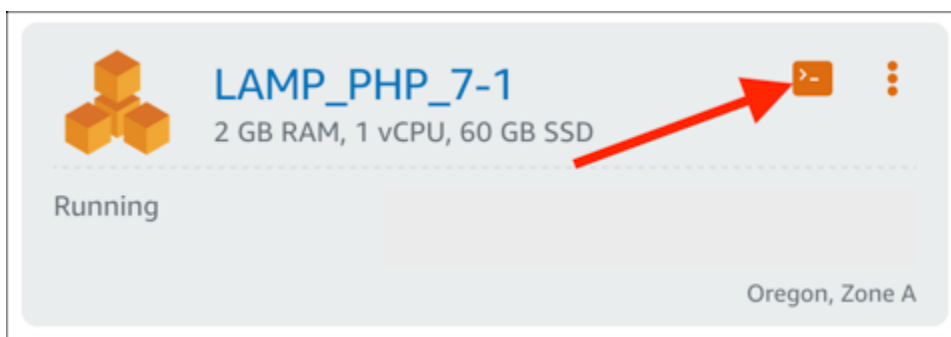 LAMP_PHP_7-1
2 GB RAM, 1 vCPU, 60 GB SSD
Running
Oregon, Zone A